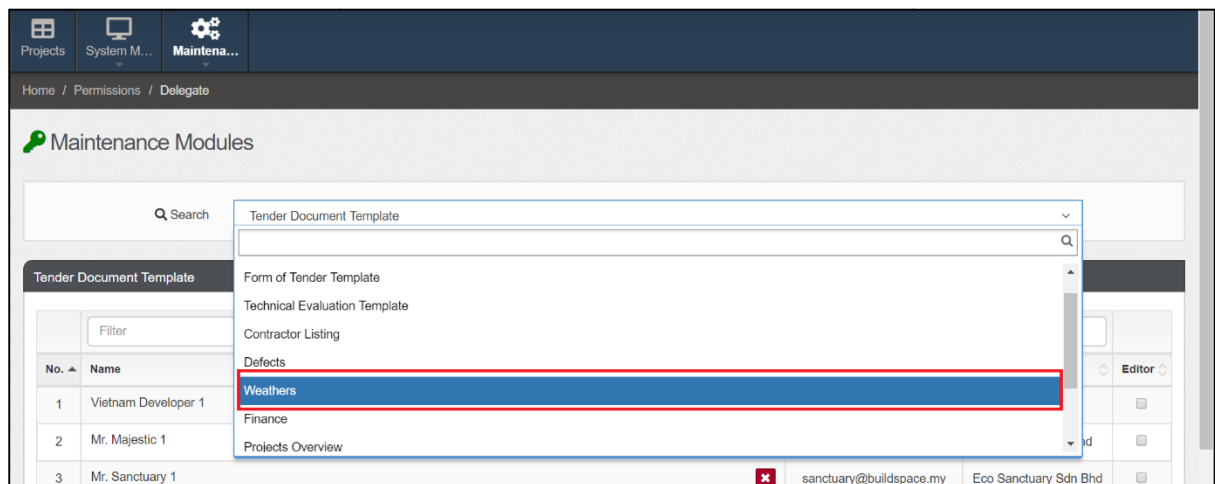 Projects System M... Maintena...
Home / Permissions / Delegate
Maintenance Modules
Search Tender Document Template
Tender Document Template
Form of Tender Template
Technical Evaluation Template
Contractor Listing
Defects
Weathers
Finance
Projects Overview
Filter
No. Name Editor
1 Vietnam Developer 1
2 Mr. Majestic 1
3 Mr. Sanctuary 1 sanctuary@buildspace.my Eco Sanctuary Sdn Bhd